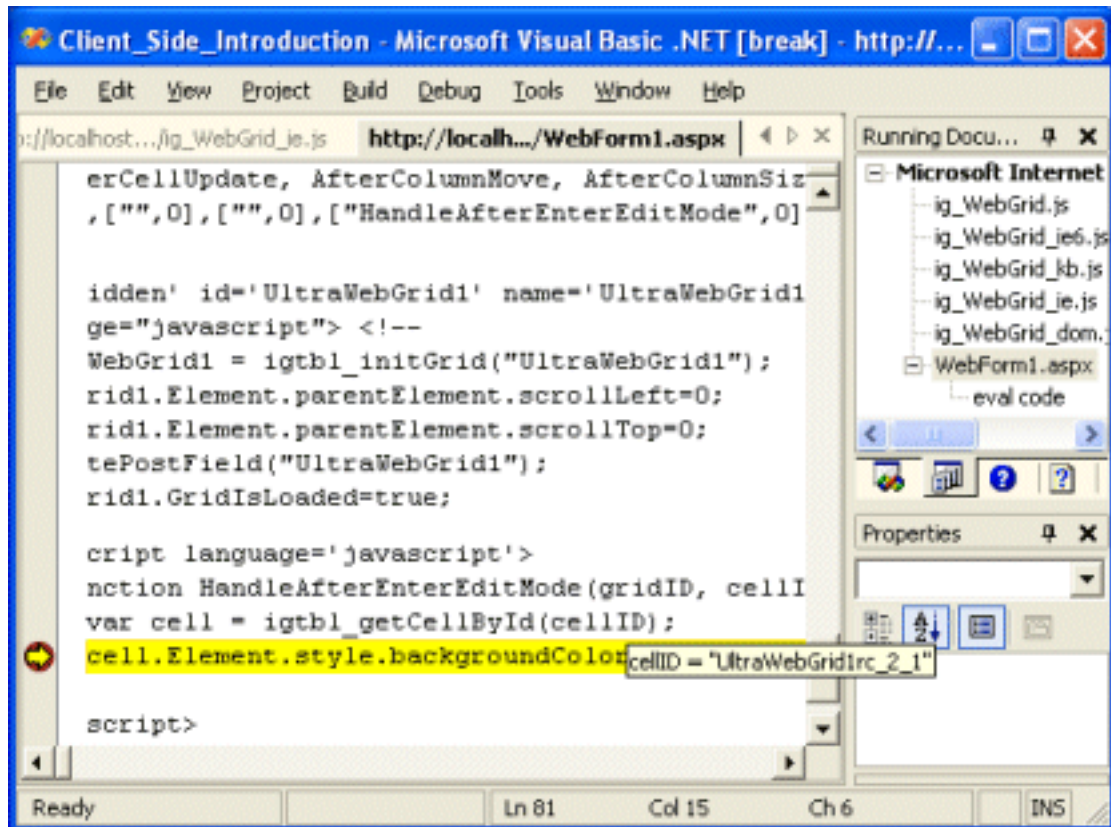 Client_Side_Introduction - Microsoft Visual Basic .NET [break] - http://...
File Edit View Project Build Debug Tools Window Help
p://localhost.../ig_WebGrid_ie.js http://localh.../WebForm1.aspx
erCellUpdate, AfterColumnMove, AfterColumnSiz
,["",0],["",0],["HandleAfterEnterEditMode",0]
idden' id='UltraWebGrid1' name='UltraWebGrid1
ge="javascript"> <!--
WebGrid1 = igtbl_initGrid("UltraWebGrid1");
rid1.Element.parentElement.scrollLeft=0;
rid1.Element.parentElement.scrollTop=0;
tePostField("UltraWebGrid1");
rid1.GridIsLoaded=true;
cript language='javascript'>
nction HandleAfterEnterEditMode(gridID, cellI
var cell = igtbl_getCellById(cellID);
cell.Element.style.backgroundColor
cellID = "UltraWebGrid1rc_2_1"
script>
Running Docu...
Microsoft Internet
ig_WebGrid.js
ig_WebGrid_ie6.js
ig_WebGrid_kb.js
ig_WebGrid_ie.js
ig_WebGrid_dom.j
WebForm1.aspx
eval code
Properties
Ready Ln 81 Col 15 Ch 6 INS